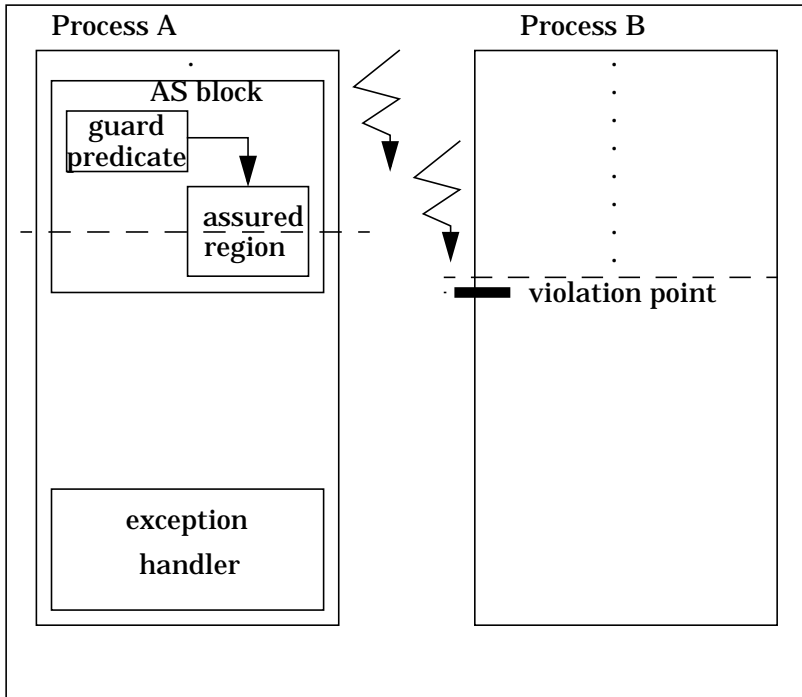 Process A
Process B
AS block
guard
predicate
assured
region
violation point
exception
handler